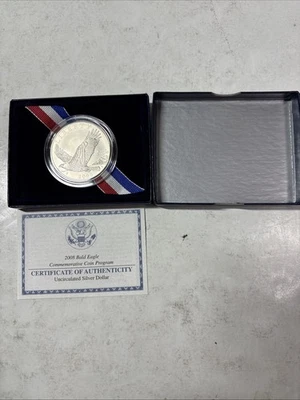 2008 Bald Eagle
Commemorative Coin Program
CERTIFICATE OF AUTHENTICITY
Uncirculated Silver Dollar